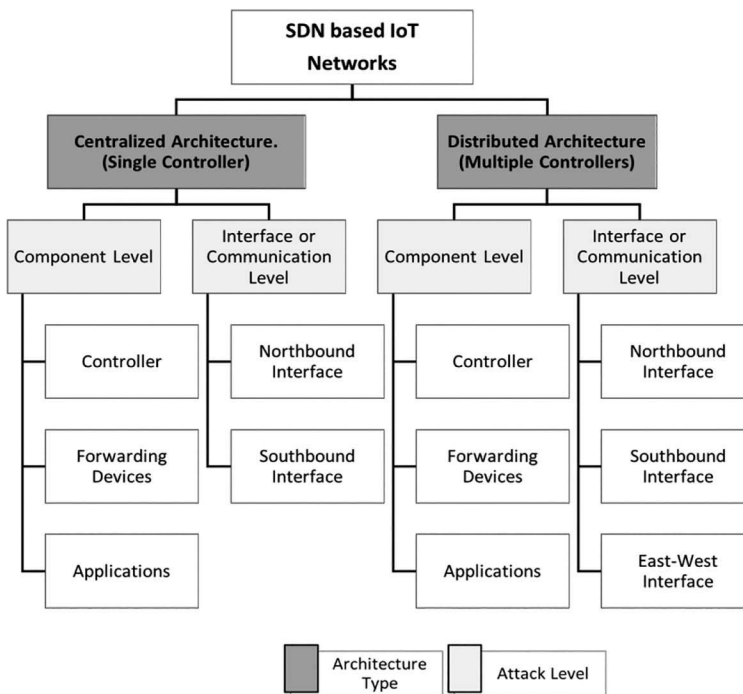 SDN based IoT
Networks
Centralized Architecture.
(Single Controller)
Distributed Architecture
(Multiple Controllers)
Component Level
Interface or
Communication
Level
Component Level
Interface or
Communication
Level
Controller
Northbound
Interface
Controller
Northbound
Interface
Forwarding
Devices
Southbound
Interface
Forwarding
Devices
Southbound
Interface
Applications
Applications
East-West
Interface
Architecture
Type
Attack Level